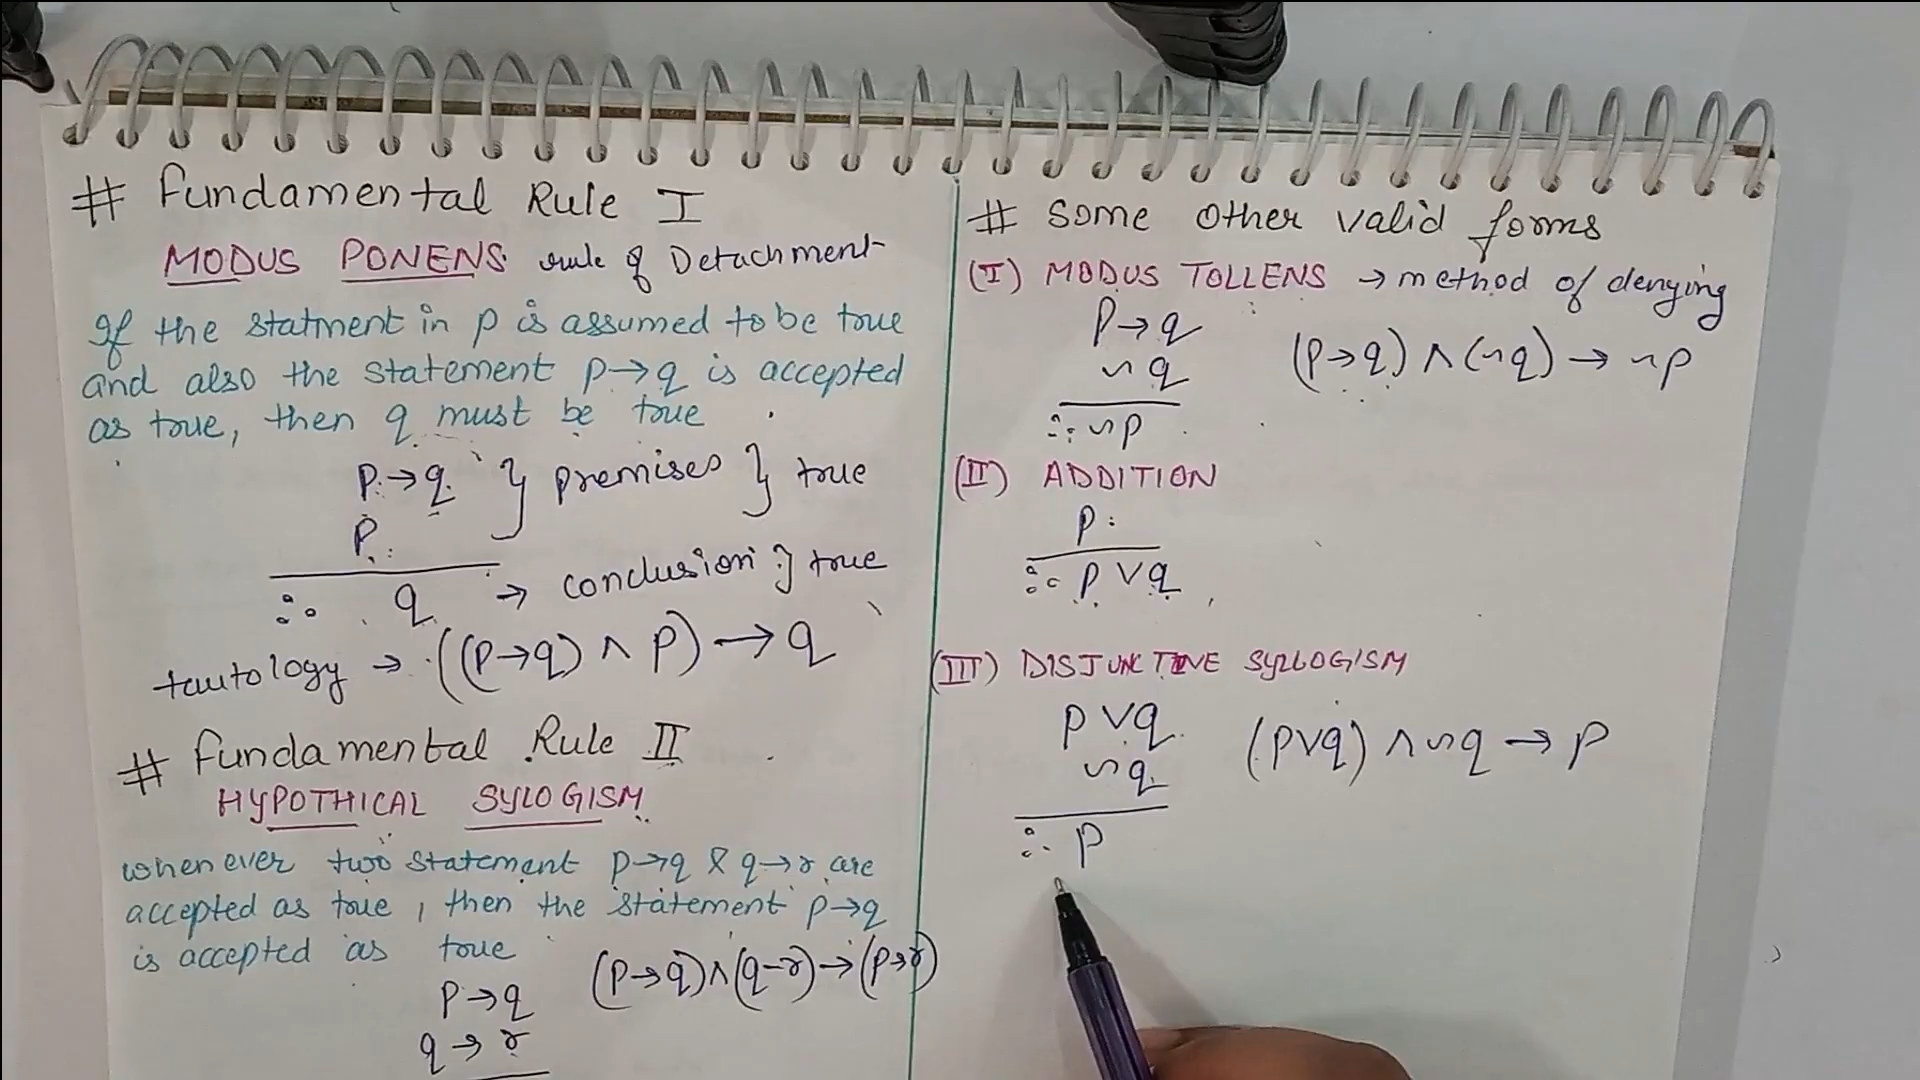 # Fundamental Rule I
MODUS PONENS rule of Detachment
If the statment in p is assumed to be true
and also the statement p→q is accepted
as true, then q must be true
p→q } premises } true
p
∴ q → conclusion } true
tautology → ((p→q) ∧ p) → q
# Fundamental Rule II
HYPOTHICAL SYLOGISM
whenever two statement p→q & q→r are
accepted as true, then the statement p→q
is accepted as true
p→q (p→q)∧(q-r)→(p→r)
q→r
# Some Other valid forms
(I) MODUS TOLLENS → method of denying
p→q
~q (p→q) ∧ (~q) → ~p
∴ ~p
(II) ADDITION
p
∴ p ∨ q
(III) DISJUNCTIVE SYLLOGISM
p ∨ q (p∨q) ∧ ~q → p
~q
∴ p